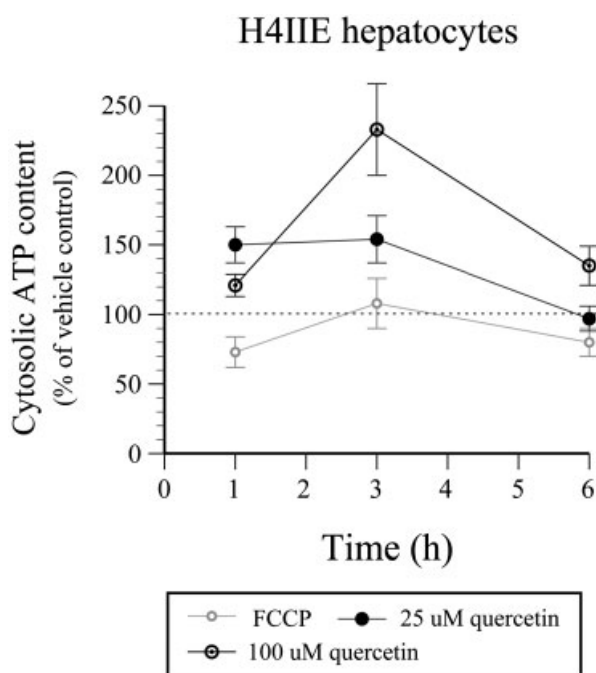 H4IIE hepatocytes
Cytosolic ATP content
(% of vehicle control)
250
200
150
100
50
0
0 1 2 3 4 5 6
Time (h)
FCCP 25 uM quercetin
100 uM quercetin